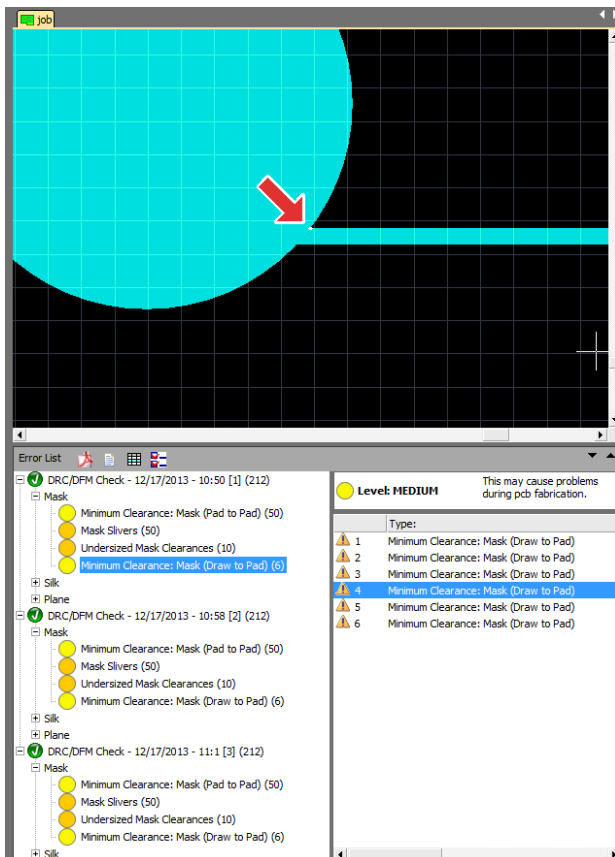 job
Error List
DRC/DFM Check - 12/17/2013 - 10:50 [1] (212)
Mask
Minimum Clearance: Mask (Pad to Pad) (50)
Mask Slivers (50)
Undersized Mask Clearances (10)
Minimum Clearance: Mask (Draw to Pad) (6)
Silk
Plane
DRC/DFM Check - 12/17/2013 - 10:58 [2] (212)
Mask
Minimum Clearance: Mask (Pad to Pad) (50)
Mask Slivers (50)
Undersized Mask Clearances (10)
Minimum Clearance: Mask (Draw to Pad) (6)
Silk
Plane
DRC/DFM Check - 12/17/2013 - 11:1 [3] (212)
Mask
Minimum Clearance: Mask (Pad to Pad) (50)
Mask Slivers (50)
Undersized Mask Clearances (10)
Minimum Clearance: Mask (Draw to Pad) (6)
Silk
Level: MEDIUM
This may cause problems
during pcb fabrication.
Type:
1 Minimum Clearance: Mask (Draw to Pad)
2 Minimum Clearance: Mask (Draw to Pad)
3 Minimum Clearance: Mask (Draw to Pad)
4 Minimum Clearance: Mask (Draw to Pad)
5 Minimum Clearance: Mask (Draw to Pad)
6 Minimum Clearance: Mask (Draw to Pad)